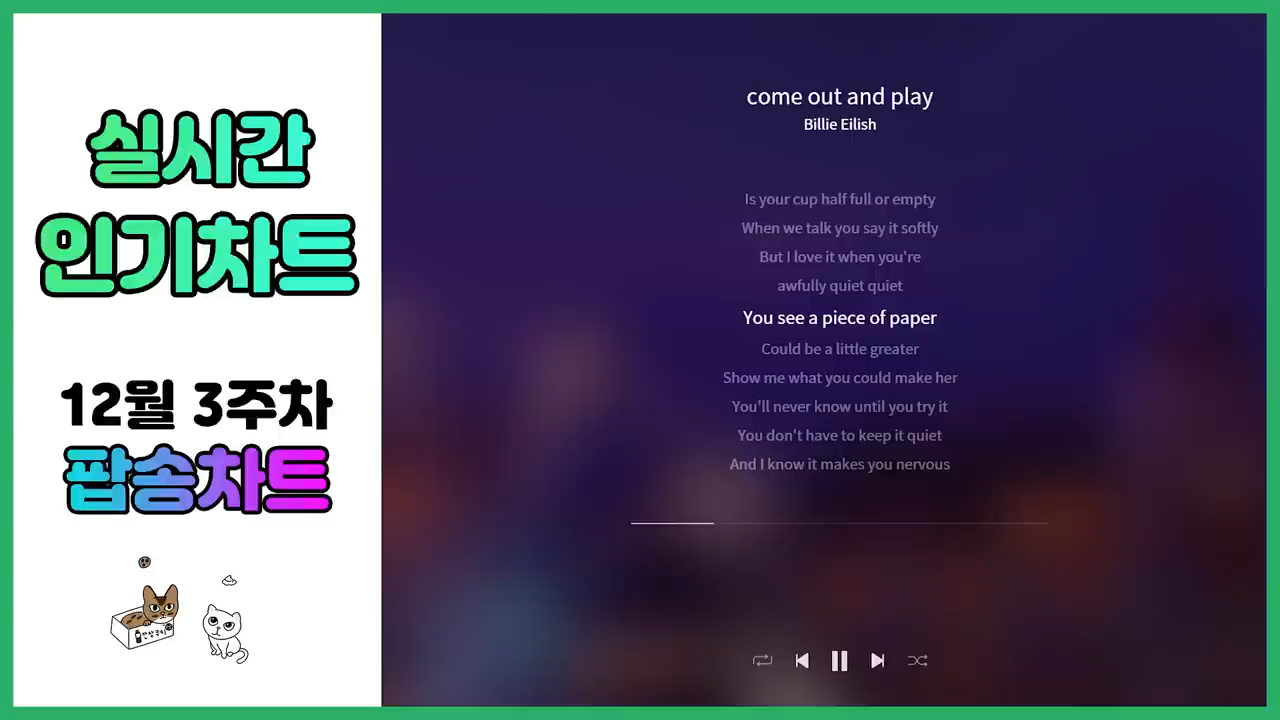 실시간
인기차트
12월 3주차
팝송차트
come out and play
Billie Eilish
Is your cup half full or empty
When we talk you say it softly
But I love it when you're
awfully quiet quiet
You see a piece of paper
Could be a little greater
Show me what you could make her
You'll never know until you try it
You don't have to keep it quiet
And I know it makes you nervous